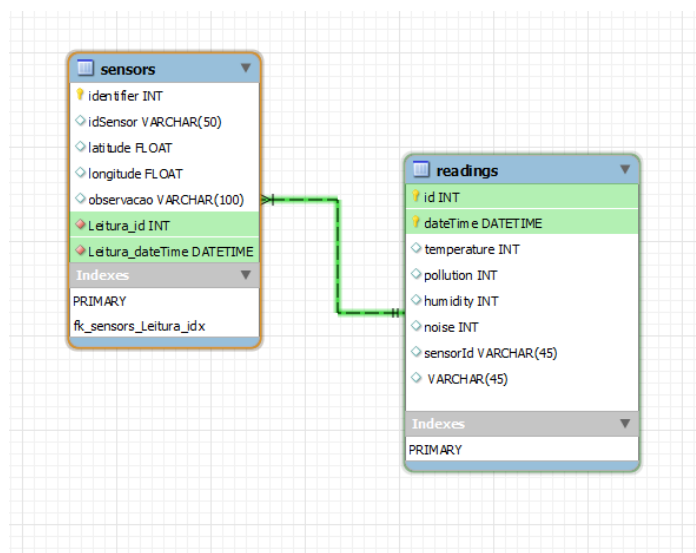 sensors
identifier INT
idSensor VARCHAR(50)
latitude FLOAT
longitude FLOAT
observacao VARCHAR(100)
Leitura_id INT
Leitura_dateTime DATETIME
Indexes
PRIMARY
fk_sensors_Leitura_idx
readings
id INT
dateTime DATETIME
temperature INT
pollution INT
humidity INT
noise INT
sensorId VARCHAR(45)
VARCHAR(45)
Indexes
PRIMARY